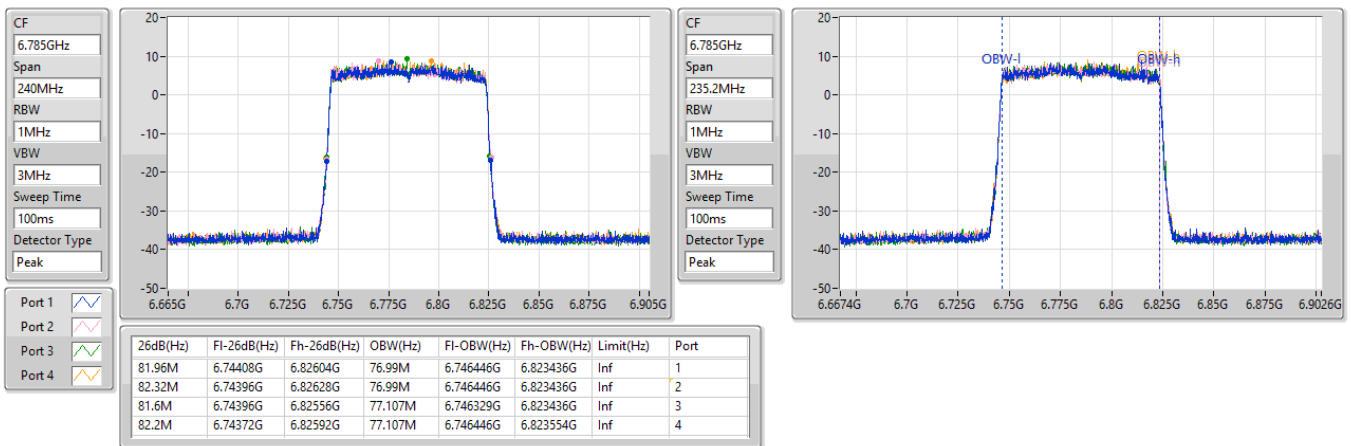 CF
6.785GHz
Span
240MHz
RBW
1MHz
VBW
3MHz
Sweep Time
100ms
Detector Type
Peak
20
10
0
-10
-20
-30
-40
-50
6.665G 6.7G 6.725G 6.75G 6.775G 6.8G 6.825G 6.85G 6.875G 6.905G
CF
6.785GHz
Span
235.2MHz
RBW
1MHz
VBW
3MHz
Sweep Time
100ms
Detector Type
Peak
20
10
0
-10
-20
-30
-40
-50
OBW-l OBW-h
6.66674G 6.7G 6.725G 6.75G 6.775G 6.8G 6.825G 6.85G 6.875G 6.9026G
Port 1
Port 2
Port 3
Port 4
26dB(Hz) Fl-26dB(Hz) Fh-26dB(Hz) OBW(Hz) Fl-OBW(Hz) Fh-OBW(Hz) Limit(Hz) Port
81.96M 6.74408G 6.82604G 76.99M 6.746446G 6.823436G Inf 1
82.32M 6.74396G 6.82628G 76.99M 6.746446G 6.823436G Inf 2
81.6M 6.74396G 6.82556G 77.107M 6.746329G 6.823436G Inf 3
82.2M 6.74372G 6.82592G 77.107M 6.746446G 6.823554G Inf 4